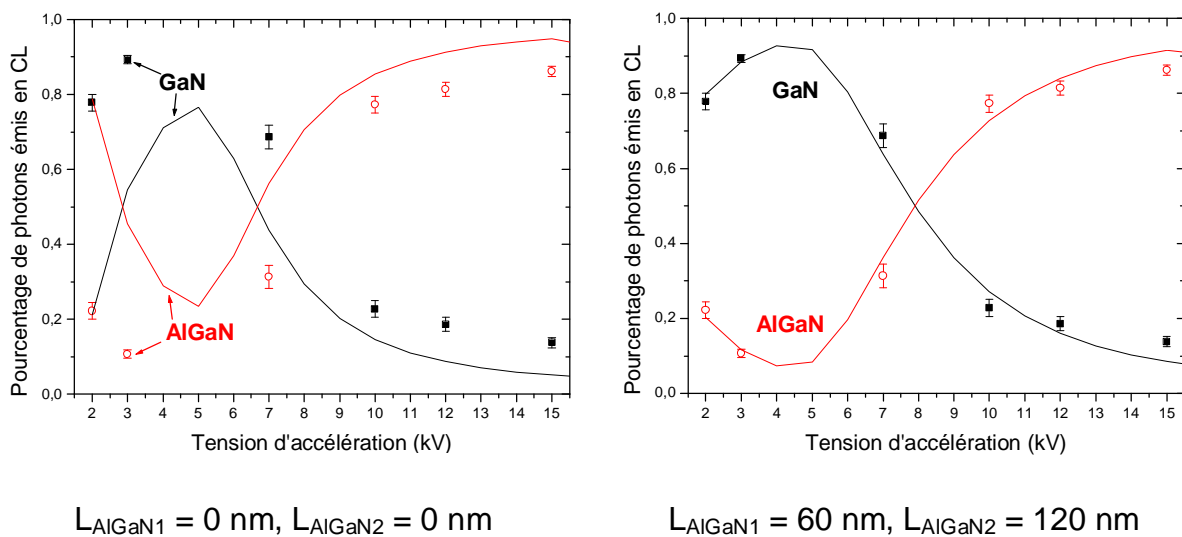 Pourcentage de photons émis en CL
1,0
0,8
0,6
0,4
0,2
0,0
GaN
AlGaN
2 3 4 5 6 7 8 9 10 11 12 13 14 15
Tension d'accélération (kV)
L_AlGaN1 = 0 nm, L_AlGaN2 = 0 nm
Pourcentage de photons émis en CL
1,0
0,8
0,6
0,4
0,2
0,0
GaN
AlGaN
2 3 4 5 6 7 8 9 10 11 12 13 14 15
Tension d'accélération (kV)
L_AlGaN1 = 60 nm, L_AlGaN2 = 120 nm